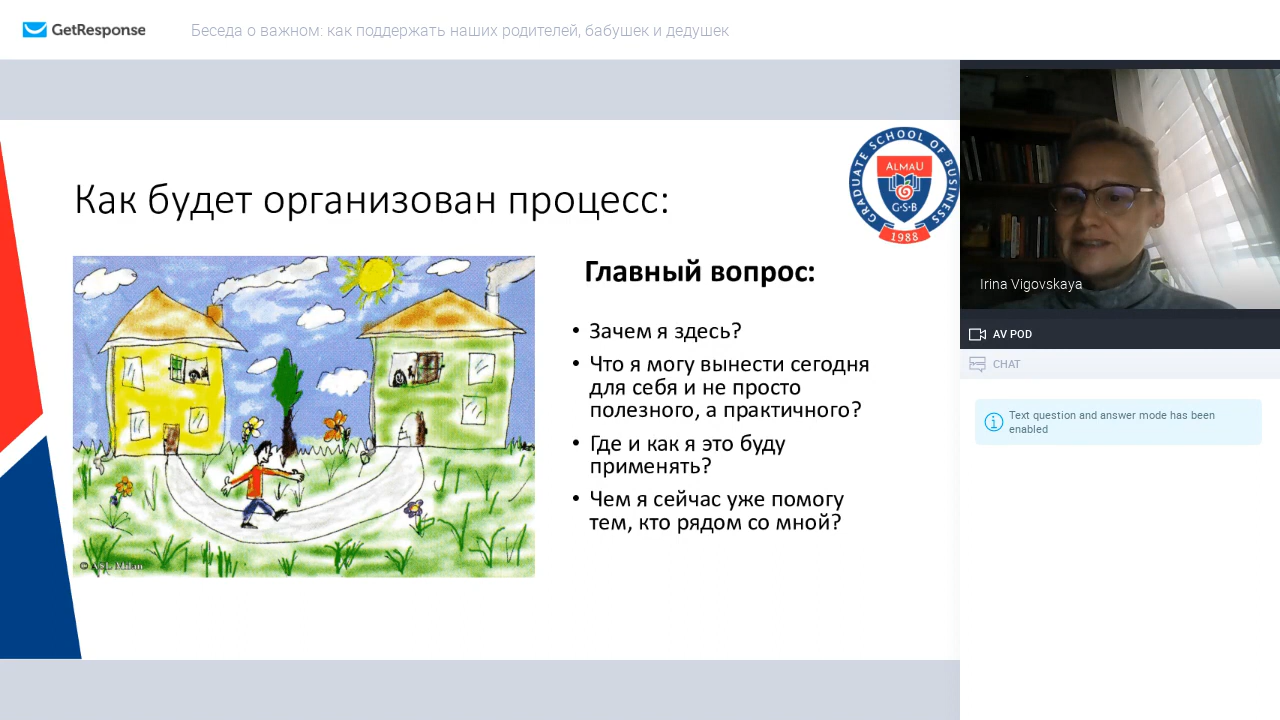 GetResponse
Беседа о важном: как поддержать наших родителей, бабушек и дедушек
GRADUATE SCHOOL OF BUSINESS
ALMAU
G·S·B
1988
Как будет организован процесс:
Главный вопрос:
• Зачем я здесь?
• Что я могу вынести сегодня
для себя и не просто
полезного, а практичного?
• Где и как я это буду
применять?
• Чем я сейчас уже помогу
тем, кто рядом со мной?
Irina Vigovskaya
AV POD
CHAT
Text question and answer mode has been
enabled